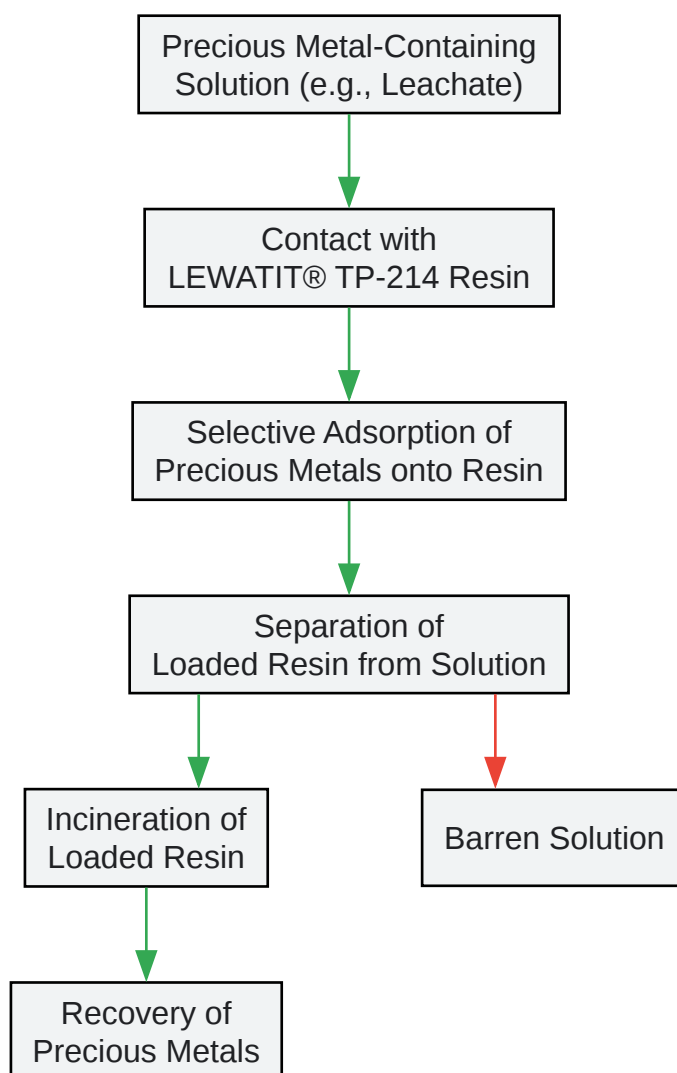 Precious Metal-Containing
Solution (e.g., Leachate)
Contact with
LEWATIT® TP-214 Resin
Selective Adsorption of
Precious Metals onto Resin
Separation of
Loaded Resin from Solution
Incineration of
Loaded Resin
Barren Solution
Recovery of
Precious Metals